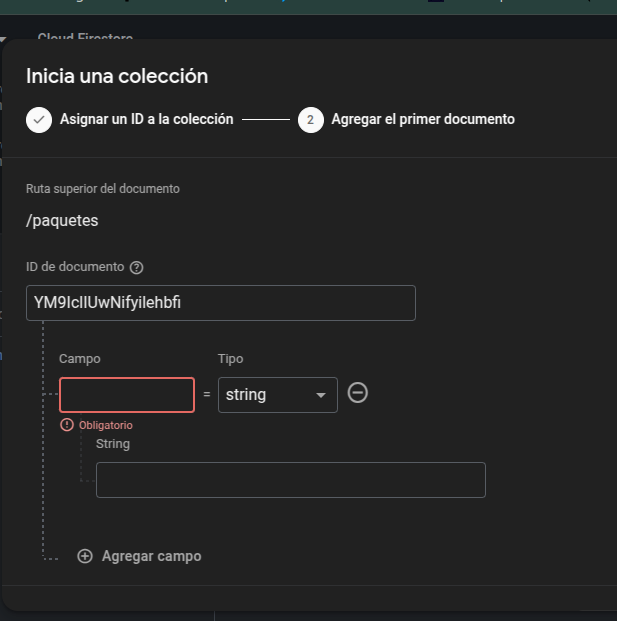 Cloud Firestore
Inicia una colección
Asignar un ID a la colección
2 Agregar el primer documento
Ruta superior del documento
/paquetes
ID de documento
YM9IclIUwNifyilehbfi
Campo Tipo
= string
Obligatorio
String
Agregar campo